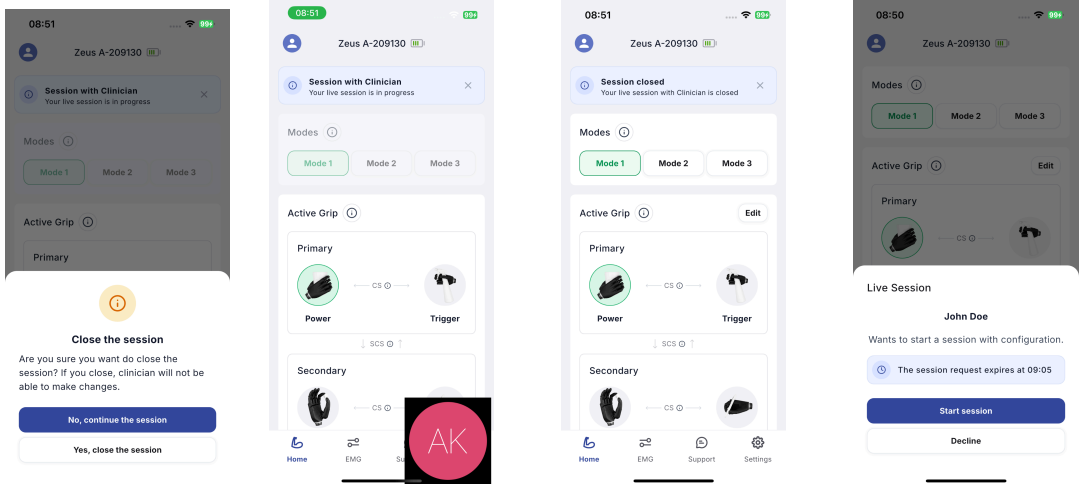 08:51
99+
Zeus A-209130
Session with Clinician
Your live session is in progress
Modes
Mode 1
Mode 2
Mode 3
Active Grip
Primary
Close the session
Are you sure you want do close the
session? If you close, clinician will not be
able to make changes.
No, continue the session
Yes, close the session
08:51
99+
Zeus A-209130
Session with Clinician
Your live session is in progress
Modes
Mode 1
Mode 2
Mode 3
Active Grip
Primary
CS
Power
Trigger
SCS
Secondary
CS
AK
Home
EMG
Su
08:51
99+
Zeus A-209130
Session closed
Your live session with Clinician is closed
Modes
Mode 1
Mode 2
Mode 3
Active Grip
Edit
Primary
CS
Power
Trigger
SCS
Secondary
CS
Home
EMG
Support
Settings
08:50
99+
Zeus A-209130
Modes
Mode 1
Mode 2
Mode 3
Active Grip
Edit
Primary
CS
Live Session
John Doe
Wants to start a session with configuration.
The session request expires at 09:05
Start session
Decline